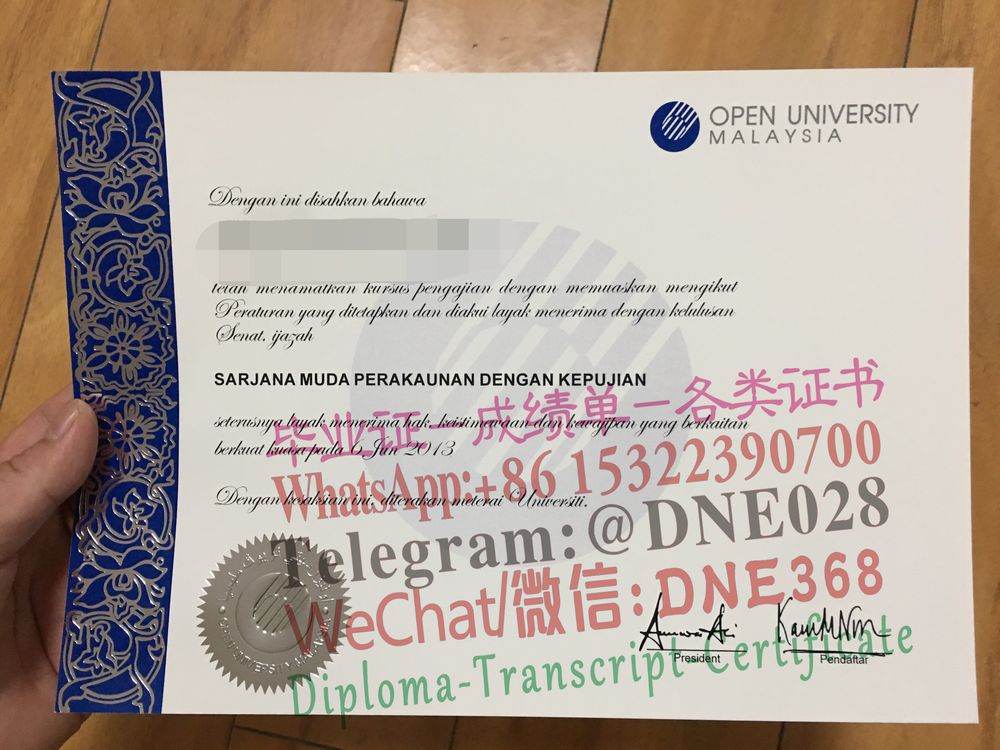 OPEN UNIVERSITY
MALAYSIA
Dengan ini disahkan bahawa
telah menamatkan kursus pengajian dengan memuaskan mengikut
Peraturan yang ditetapkan dan diakui layak menerima dengan kelulusan
Senat, ijazah
SARJANA MUDA PERAKAUNAN DENGAN KEPUJIAN
seterusnya layak menerima hak, keistimewaan dan kewajipan yang berkaitan
berkuat kuasa pada 6 Jun 2013
毕业证、成绩单一各类证书
WhatsApp:+86 15322390700
Dengan kesaksian ini, diterakan meterai Universiti.
Telegram:@DNE028
WeChat/微信:DNE368
President
Pendaftar
Diploma-Transcript-Certificate